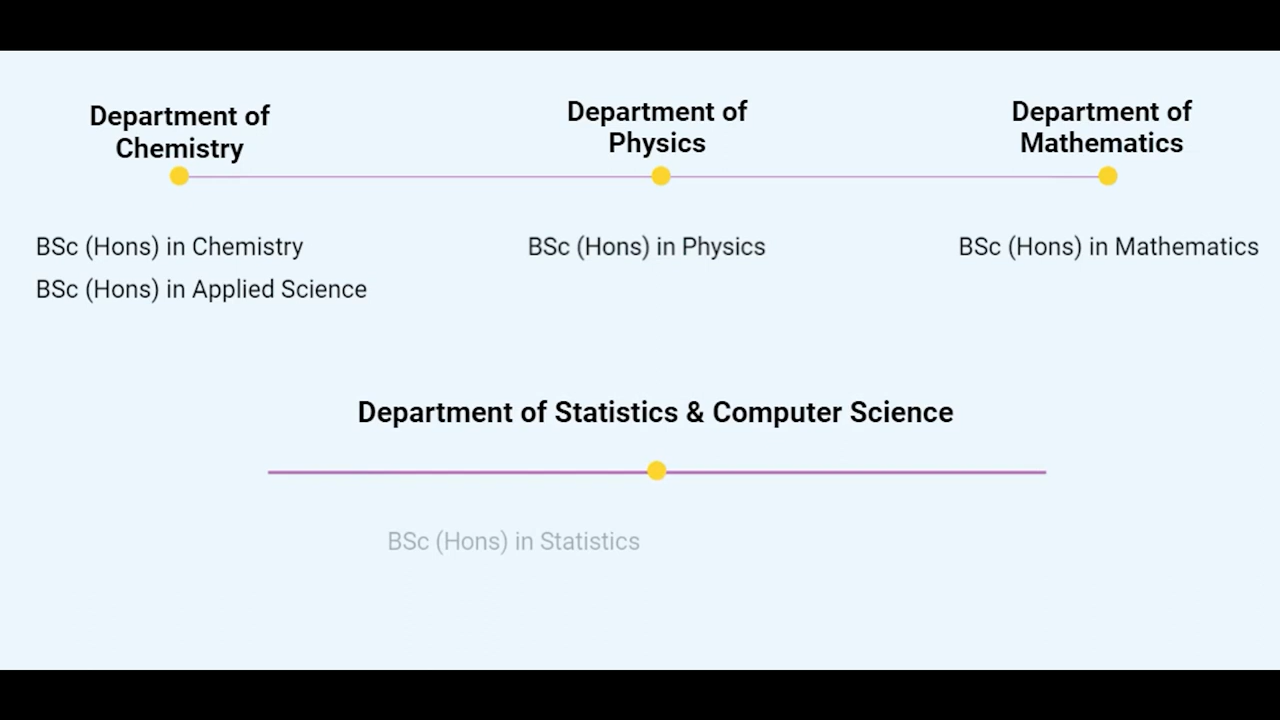 Department of
Chemistry
Department of
Physics
Department of
Mathematics
BSc (Hons) in Chemistry
BSc (Hons) in Applied Science
BSc (Hons) in Physics
BSc (Hons) in Mathematics
Department of Statistics & Computer Science
BSc (Hons) in Statistics